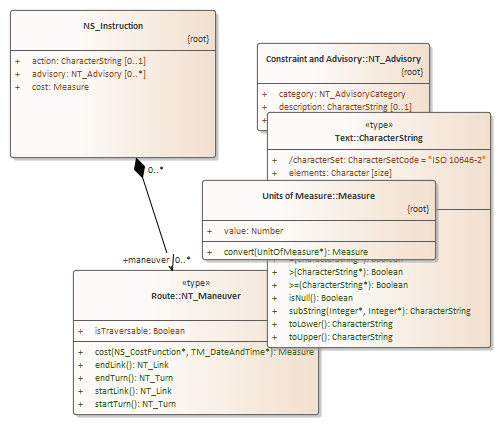 NS_Instruction
{root}
+ action: CharacterString [0..1]
+ advisory: NT_Advisory [0..*]
+ cost: Measure
0..*
+maneuver 0..*
Constraint and Advisory::NT_Advisory
{root}
+ category: NT_AdvisoryCategory
+ description: CharacterString [0..1]
+
«type»
Text::CharacterString
+ /characterSet: CharacterSetCode = "ISO 10646-2"
+ elements: Character [size]
Units of Measure::Measure
{root}
+ value: Number
+ convert(UnitOfMeasure*): Measure
+ >(CharacterString*): Boolean
+ >=(CharacterString*): Boolean
+ isNull(): Boolean
+ subString(Integer*, Integer*): CharacterString
+ toLower(): CharacterString
+ toUpper(): CharacterString
«type»
Route::NT_Maneuver
+ isTraversable: Boolean
+ cost(NS_CostFunction*, TM_DateAndTime*): Measure
+ endLink(): NT_Link
+ endTurn(): NT_Turn
+ startLink(): NT_Link
+ startTurn(): NT_Turn